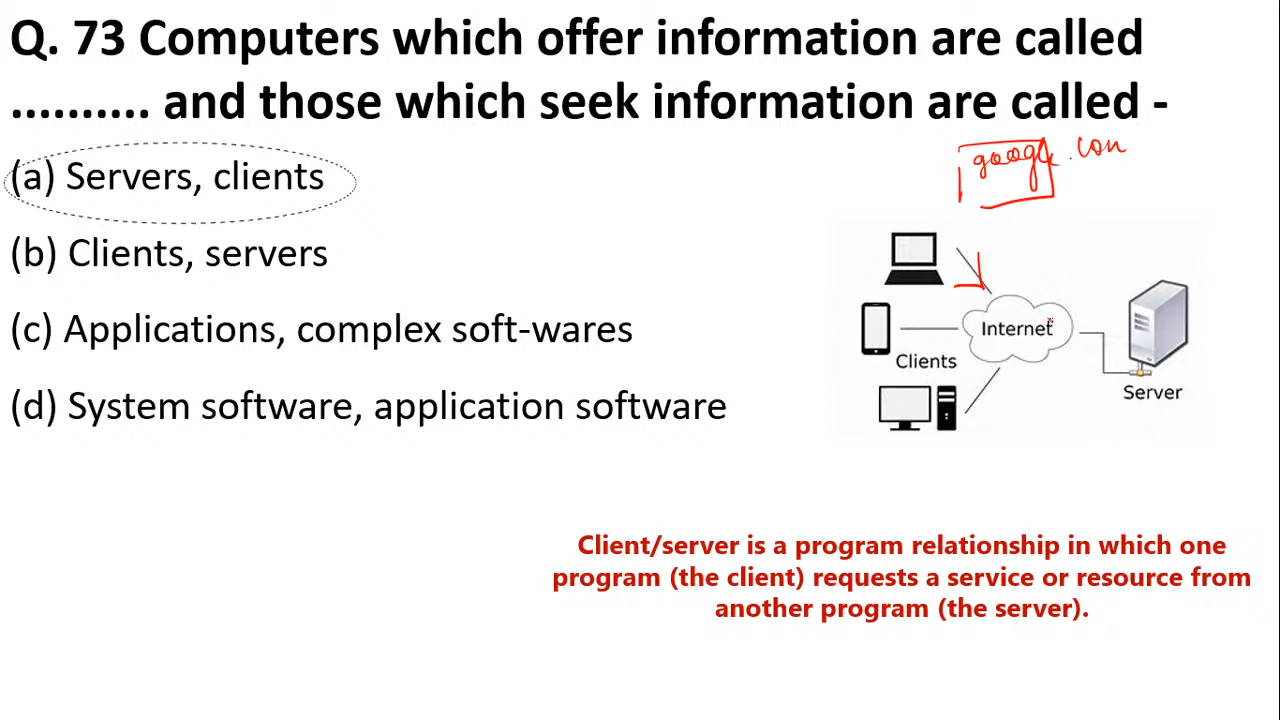 Q. 73 Computers which offer information are called
.......... and those which seek information are called -
(a) Servers, clients
(b) Clients, servers
(c) Applications, complex soft-wares
(d) System software, application software
google.com
Internet
Clients
Server
Client/server is a program relationship in which one
program (the client) requests a service or resource from
another program (the server).